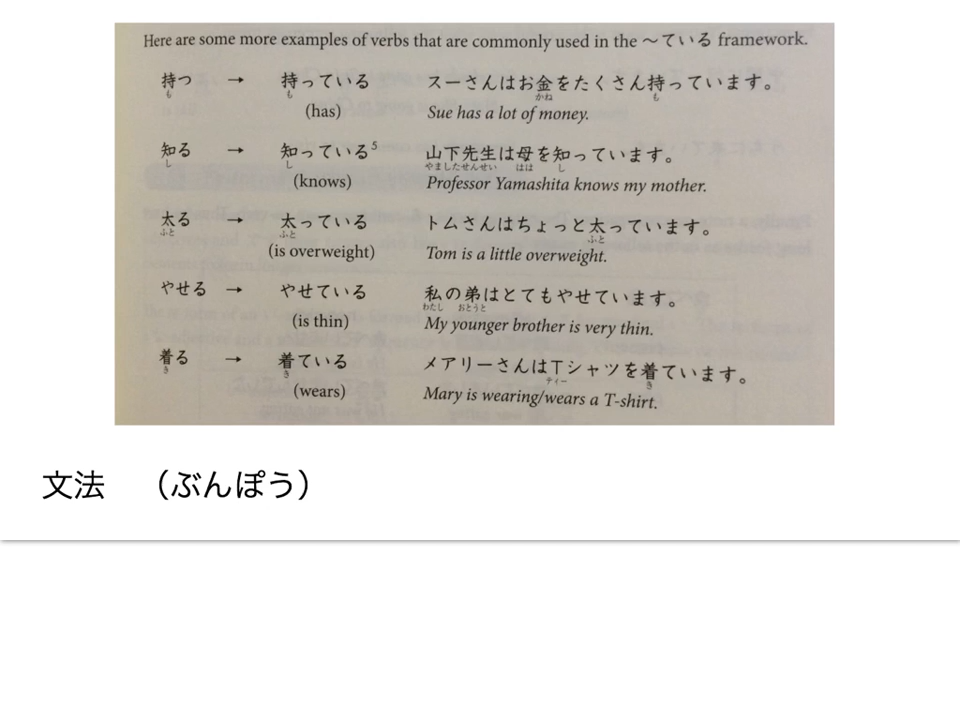 Here are some more examples of verbs that are commonly used in the ～ている framework.
持つ → 持っている スーさんはお金をたくさん持っています。
も も かね も
(has) Sue has a lot of money.
知る → 知っている5 山下先生は母を知っています。
し し やましたせんせい はは し
(knows) Professor Yamashita knows my mother.
太る → 太っている トムさんはちょっと太っています。
ふと ふと ふと
(is overweight) Tom is a little overweight.
やせる → やせている 私の弟はとてもやせています。
わたし おとうと
(is thin) My younger brother is very thin.
着る → 着ている メアリーさんはTシャツを着ています。
き き ティー き
(wears) Mary is wearing/wears a T-shirt.
文法 （ぶんぽう）